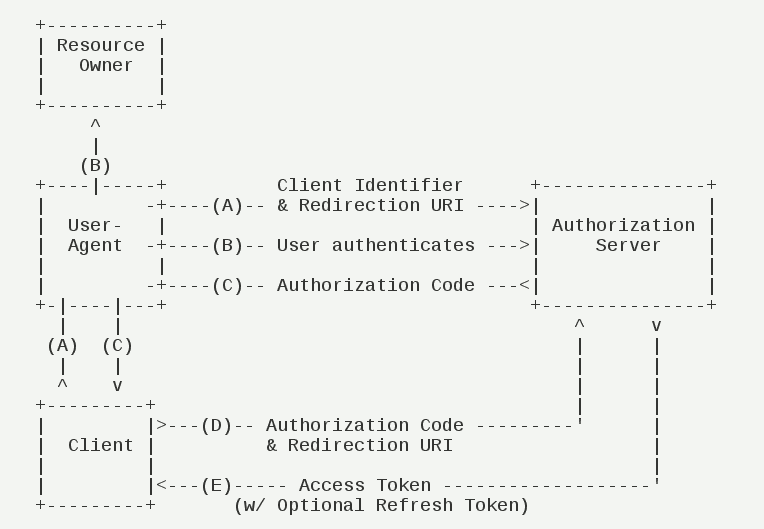 +----------+
| Resource |
|   Owner  |
|          |
+----------+
     ^
     |
    (B)
+----|-----+          Client Identifier      +---------------+
|         -+----(A)-- & Redirection URI ---->|               |
|  User-   |                                 | Authorization |
|  Agent  -+----(B)-- User authenticates --->|     Server    |
|          |                                 |               |
|         -+----(C)-- Authorization Code ---<|               |
+-|----|---+                                 +---------------+
  |    |                                         ^      v
 (A)  (C)                                        |      |
  |    |                                         |      |
  ^    v                                         |      |
+---------+                                      |      |
|         |>---(D)-- Authorization Code ---------'      |
|  Client |          & Redirection URI                  |
|         |                                             |
|         |<---(E)----- Access Token -------------------'
+---------+       (w/ Optional Refresh Token)